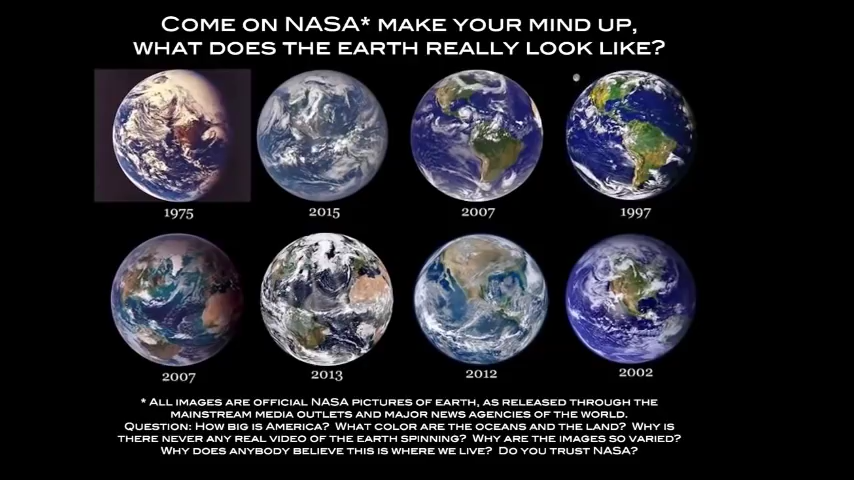 COME ON NASA* MAKE YOUR MIND UP,
WHAT DOES THE EARTH REALLY LOOK LIKE?
1975
2015
2007
1997
2007
2013
2012
2002
* ALL IMAGES ARE OFFICIAL NASA PICTURES OF EARTH, AS RELEASED THROUGH THE
MAINSTREAM MEDIA OUTLETS AND MAJOR NEWS AGENCIES OF THE WORLD.
QUESTION: HOW BIG IS AMERICA? WHAT COLOR ARE THE OCEANS AND THE LAND? WHY IS
THERE NEVER ANY REAL VIDEO OF THE EARTH SPINNING? WHY ARE THE IMAGES SO VARIED?
WHY DOES ANYBODY BELIEVE THIS IS WHERE WE LIVE? DO YOU TRUST NASA?